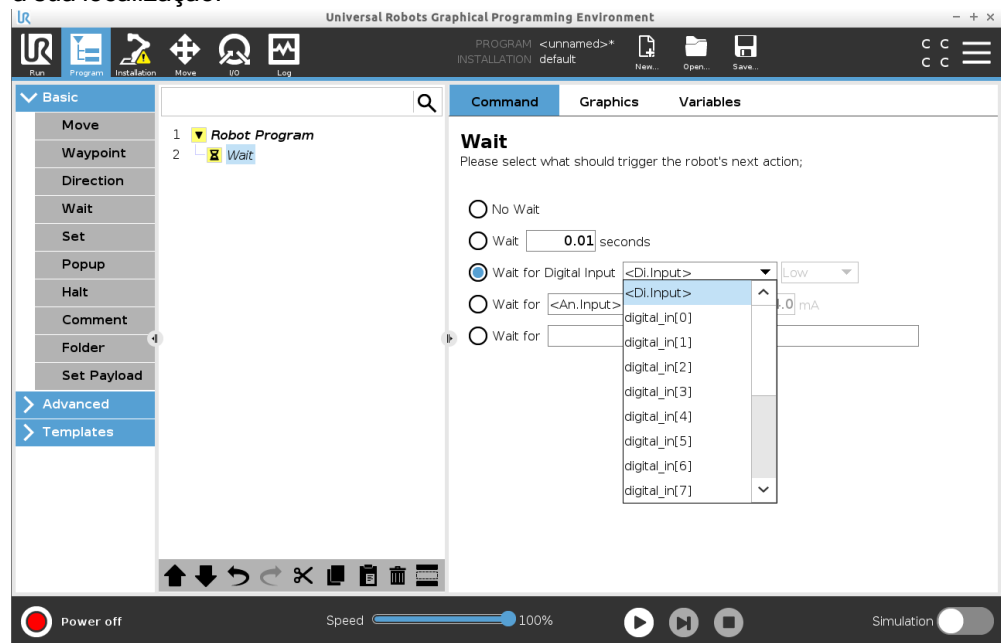 a sua localização.
UR Universal Robots Graphical Programming Environment
UR
Run Program Installation Move I/O Log
PROGRAM <unnamed>*
INSTALLATION default
New... Open... Save...
C C
C C
Basic
Move
Waypoint
Direction
Wait
Set
Popup
Halt
Comment
Folder
Set Payload
Advanced
Templates
1 Robot Program
2 Wait
Command Graphics Variables
Wait
Please select what should trigger the robot's next action;
No Wait
Wait 0.01 seconds
Wait for Digital Input <Di.Input> Low
Wait for <An.Input> .0 mA
Wait for
<Di.Input>
digital_in[0]
digital_in[1]
digital_in[2]
digital_in[3]
digital_in[4]
digital_in[5]
digital_in[6]
digital_in[7]
Power off Speed 100% Simulation